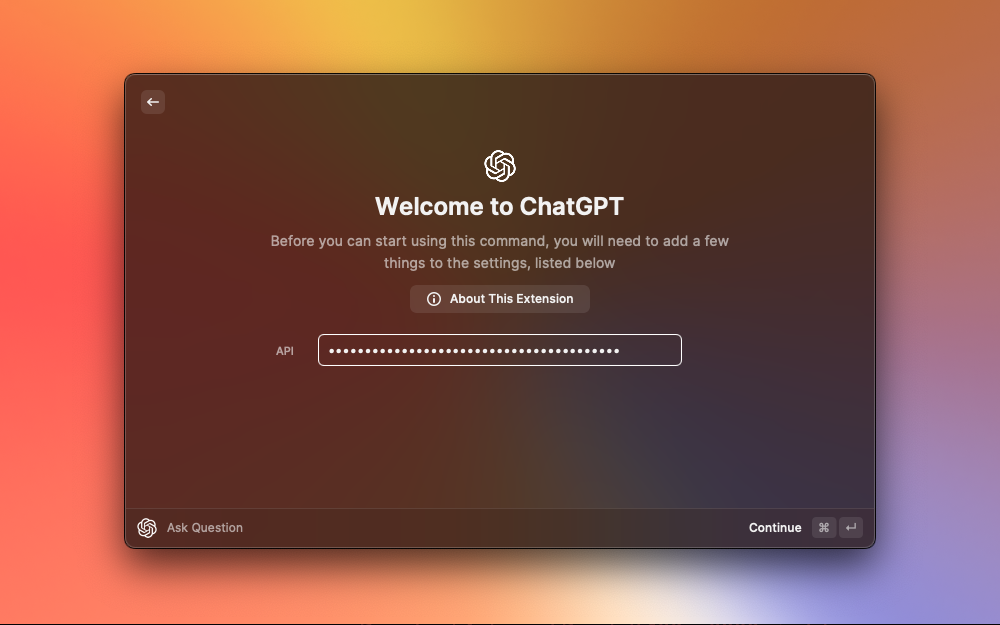 Welcome to ChatGPT
Before you can start using this command, you will need to add a few
things to the settings, listed below
About This Extension
API ••••••••••••••••••••••••••••••••••••••••
Ask Question
Continue ⌘ ↵